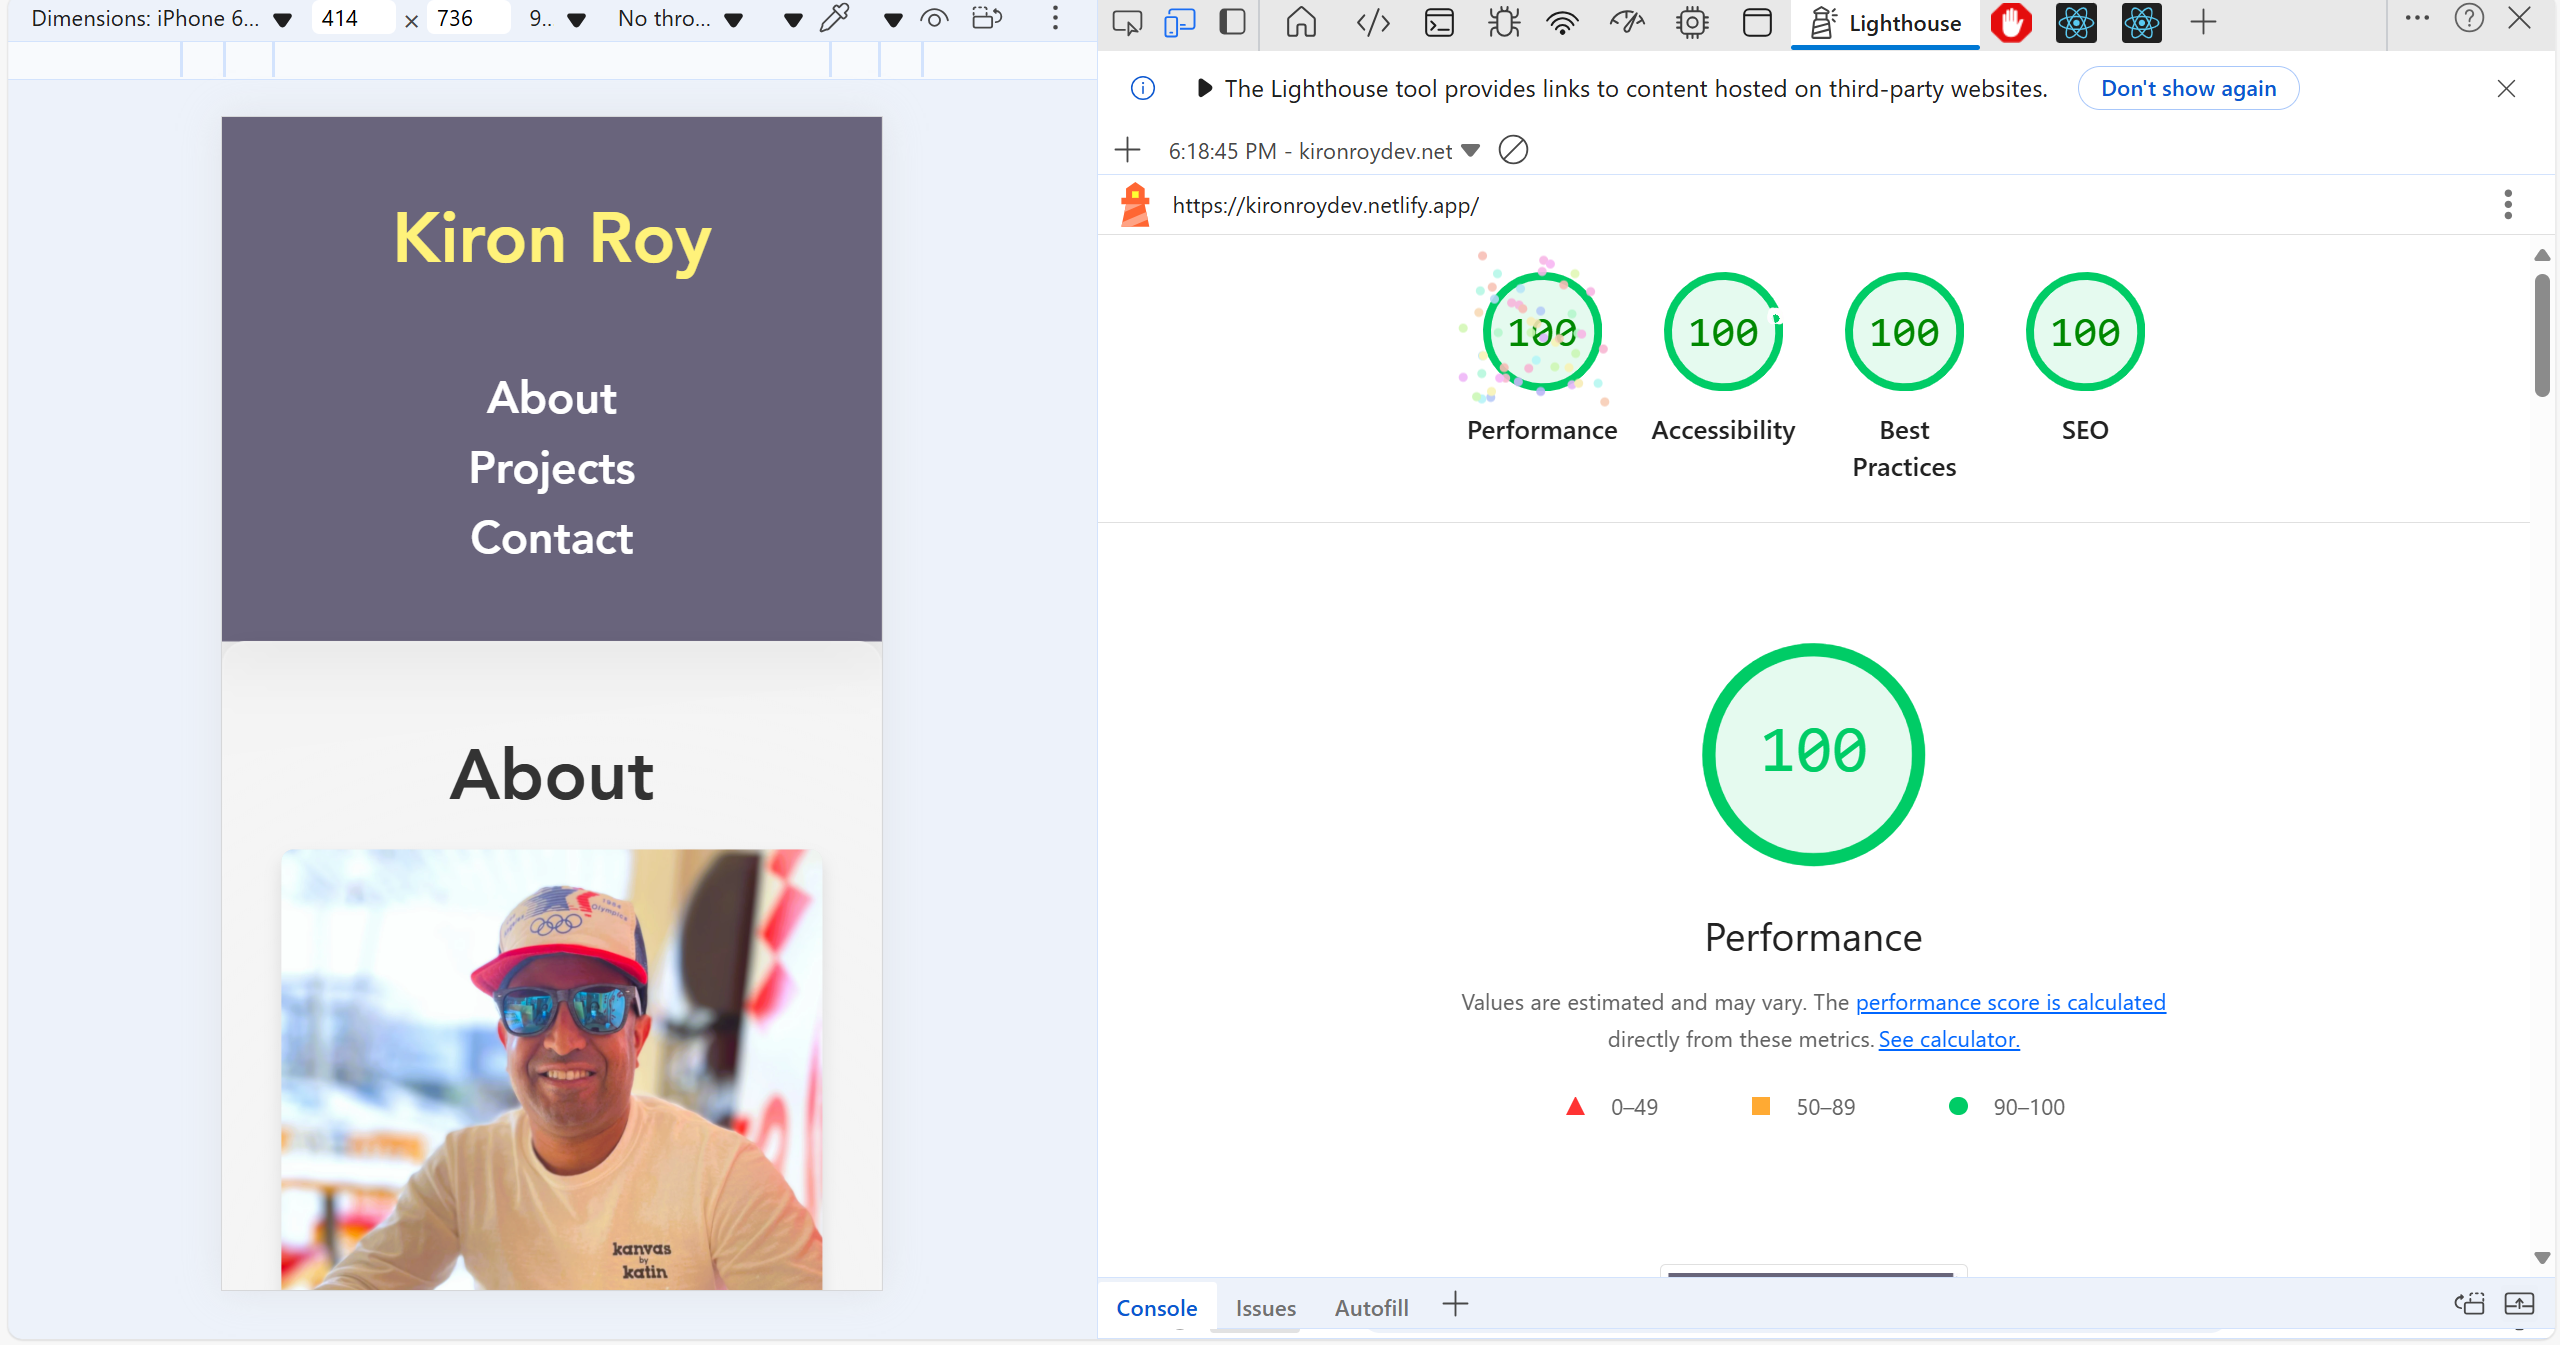 Dimensions: iPhone 6... 414 × 736 9.. No thro...
Kiron Roy
About
Projects
Contact
About
kanvas
by
katin
Lighthouse
The Lighthouse tool provides links to content hosted on third-party websites. Don't show again
6:18:45 PM - kironroydev.net
https://kironroydev.netlify.app/
100 100 100 100
Performance Accessibility Best Practices SEO
100
Performance
Values are estimated and may vary. The performance score is calculated
directly from these metrics. See calculator.
0–49 50–89 90–100
Console Issues Autofill